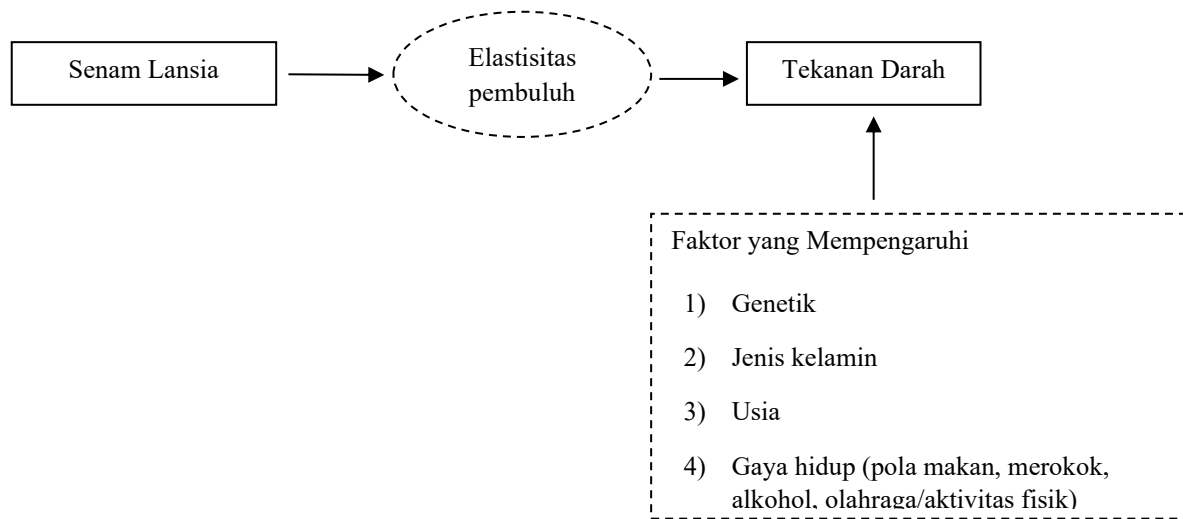 Senam Lansia
Elastisitas
pembuluh
Tekanan Darah
Faktor yang Mempengaruhi
1) Genetik
2) Jenis kelamin
3) Usia
4) Gaya hidup (pola makan, merokok,
alkohol, olahraga/aktivitas fisik)